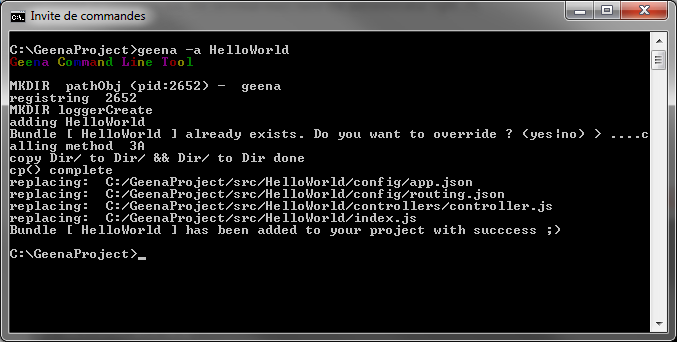 Invite de commandes
C:\GeenaProject>geena -a HelloWorld
Geena Command Line Tool
MKDIR  pathObj (pid:2652) -  geena
registring  2652
MKDIR loggerCreate
adding HelloWorld
Bundle [ HelloWorld ] already exists. Do you want to override ? (yes|no) > ....c
alling method  3A
copy Dir/ to Dir/ && Dir/ to Dir done
cp() complete
replacing:  C:/GeenaProject/src/HelloWorld/config/app.json
replacing:  C:/GeenaProject/src/HelloWorld/config/routing.json
replacing:  C:/GeenaProject/src/HelloWorld/controllers/controller.js
replacing:  C:/GeenaProject/src/HelloWorld/index.js
Bundle [ HelloWorld ] has been added to your project with succcess ;)
C:\GeenaProject>_